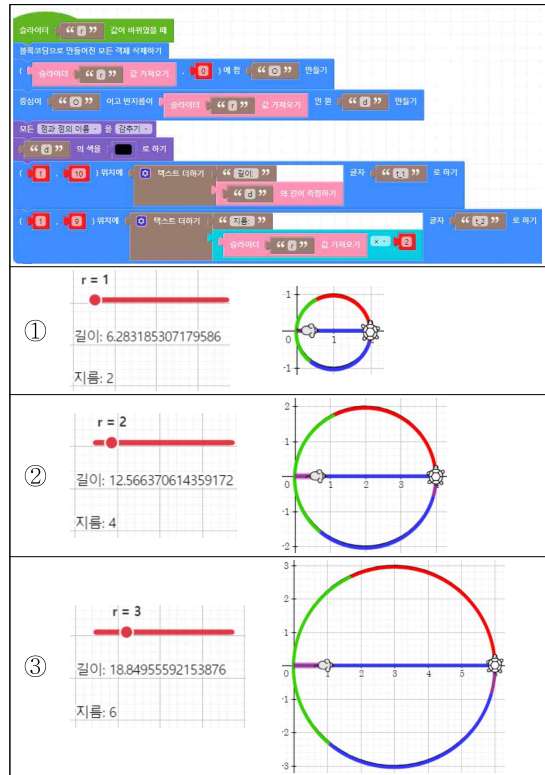 슬라이더 “ r ” 값이 바뀌었을 때
블록코딩으로 만들어진 모든 객체 삭제하기
( 슬라이더 “ r ” 값 가져오기 , 0 ) 에 점 “ O ” 만들기
중심이 “ O ” 이고 반지름이 슬라이더 “ r ” 값 가져오기 인 원 “ d ” 만들기
모든 점과 점의 이름 을 감추기 로 하기
“ d ” 의 색을 로 하기
( 1 , 10 ) 위치에 텍스트 더하기 “ 길이: ” 글자 “ t_1 ” 로 하기
“ d ” 의 길이 측정하기
( 1 , 9 ) 위치에 텍스트 더하기 “ 지름: ” 글자 “ t_2 ” 로 하기
슬라이더 “ r ” 값 가져오기 × 2
①
r = 1
길이: 6.283185307179586
지름: 2
1
0 1
-1
②
r = 2
길이: 12.566370614359172
지름: 4
2
1
0 1 2 3
-1
-2
③
r = 3
길이: 18.84955592153876
지름: 6
3
2
1
0 1 2 3 4 5
-1
-2
-3